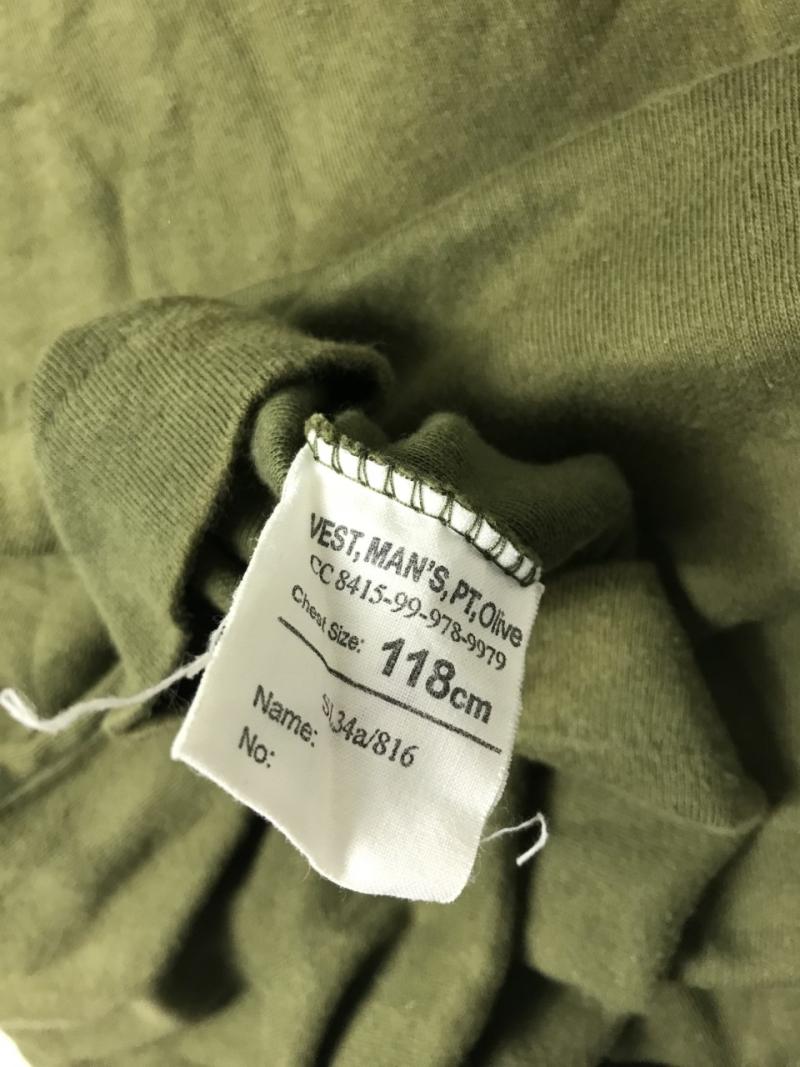 VEST, MAN'S, PT, Olive
CC 8415-99-978-9979
Chest Size: 118cm
SL34a/816
Name:
No: